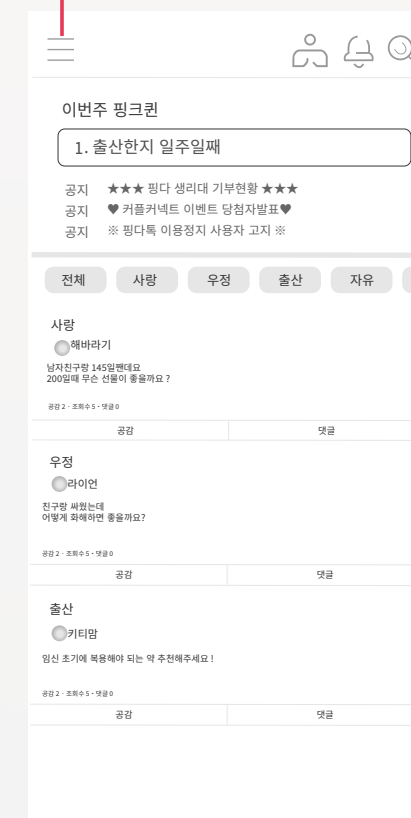 이번주 핑크퀸
1. 출산한지 일주일째
공지 ★★★ 핑다 생리대 기부현황 ★★★
공지 ♥ 커플커넥트 이벤트 당첨자발표♥
공지 ※ 핑다톡 이용정지 사용자 고지 ※
전체 사랑 우정 출산 자유
사랑
해바라기
남자친구랑 145일짼데요
200일때 무슨 선물이 좋을까요 ?
공감 2 · 조회수 5 · 댓글 0
공감 댓글
우정
라이언
친구랑 싸웠는데
어떻게 화해하면 좋을까요?
공감 2 · 조회수 5 · 댓글 0
공감 댓글
출산
키티맘
임신 초기에 복용해야 되는 약 추천해주세요 !
공감 2 · 조회수 5 · 댓글 0
공감 댓글